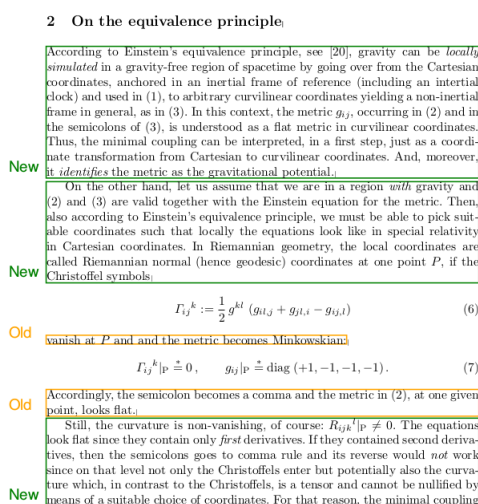 2 On the equivalence principle
According to Einstein's equivalence principle, see [20], gravity can be locally
simulated in a gravity-free region of spacetime by going over from the Cartesian
coordinates, anchored in an inertial frame of reference (including an intertial
clock) and used in (1), to arbitrary curvilinear coordinates yielding a non-inertial
frame in general, as in (3). In this context, the metric gij, occurring in (2) and in
the semicolons of (3), is understood as a flat metric in curvilinear coordinates.
Thus, the minimal coupling can be interpreted, in a first step, just as a coordi-
nate transformation from Cartesian to curvilinear coordinates. And, moreover,
it identifies the metric as the gravitational potential.
New
On the other hand, let us assume that we are in a region with gravity and
(2) and (3) are valid together with the Einstein equation for the metric. Then,
also according to Einstein's equivalence principle, we must be able to pick suit-
able coordinates such that locally the equations look like in special relativity
in Cartesian coordinates. In Riemannian geometry, the local coordinates are
called Riemannian normal (hence geodesic) coordinates at one point P, if the
New
Christoffel symbols
Γij^k := 1/2 g^kl (gil,j + gjl,i − gij,l) (6)
Old
vanish at P and and the metric becomes Minkowskian:
Γij^k|P *= 0 , gij|P *= diag (+1, −1, −1, −1) . (7)
Old
Accordingly, the semicolon becomes a comma and the metric in (2), at one given
point, looks flat.
Still, the curvature is non-vanishing, of course: Rijk^l|P ≠ 0. The equations
look flat since they contain only first derivatives. If they contained second deriva-
tives, then the semicolons goes to comma rule and its reverse would not work
since on that level not only the Christoffels enter but potentially also the curva-
ture which, in contrast to the Christoffels, is a tensor and cannot be nullified by
New
means of a suitable choice of coordinates. For that reason, the minimal coupling